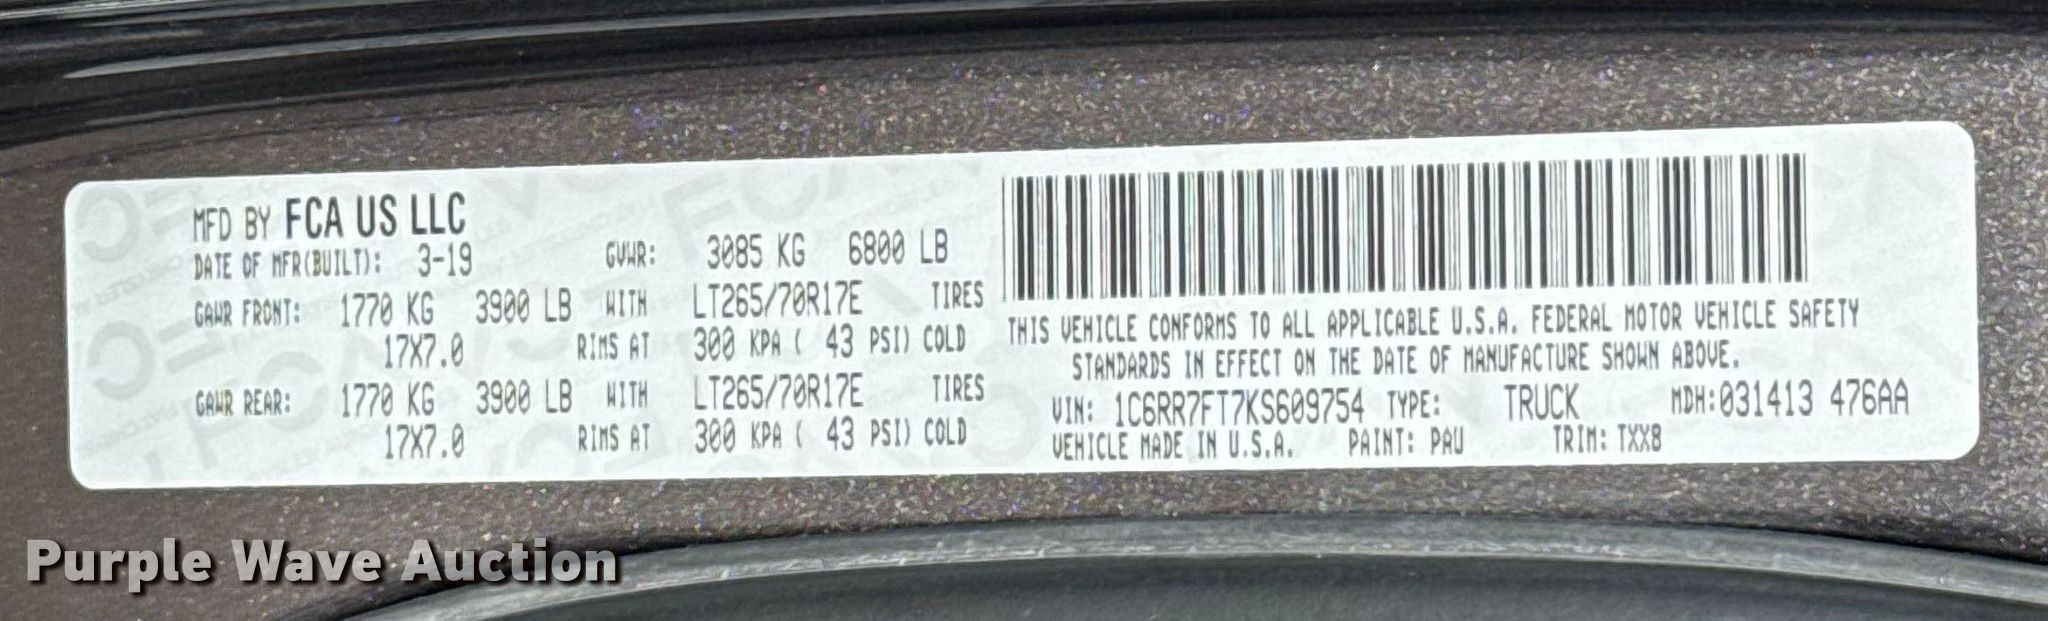 MFD BY FCA US LLC
DATE OF MFR(BUILT): 3-19 GVWR: 3085 KG 6800 LB
GAWR FRONT: 1770 KG 3900 LB WITH LT265/70R17E TIRES
17X7.0 RIMS AT 300 KPA ( 43 PSI) COLD
GAWR REAR: 1770 KG 3900 LB WITH LT265/70R17E TIRES
17X7.0 RIMS AT 300 KPA ( 43 PSI) COLD
THIS VEHICLE CONFORMS TO ALL APPLICABLE U.S.A. FEDERAL MOTOR VEHICLE SAFETY
STANDARDS IN EFFECT ON THE DATE OF MANUFACTURE SHOWN ABOVE.
VIN: 1C6RR7FT7KS609754 TYPE: TRUCK MDH:031413 476AA
VEHICLE MADE IN U.S.A. PAINT: PAU TRIM: TXX8
Purple Wave Auction